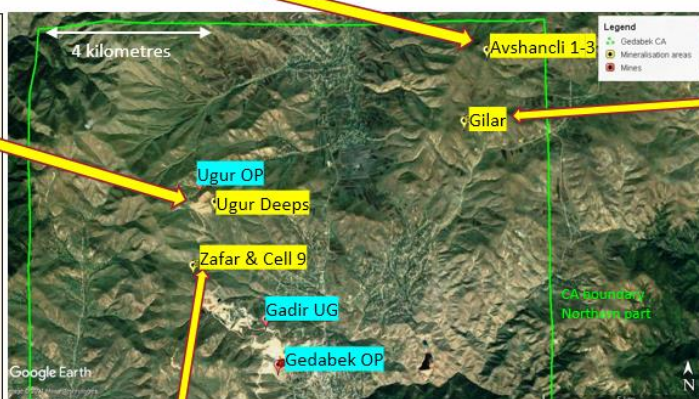 4 kilometres
Legend
Gedabek CA
Mineralisation areas
Mines
Avshancli 1-3
Gilar
Ugur OP
Ugur Deeps
Zafar & Cell 9
Gadir UG
Gedabek OP
CA boundary
Northern part
Google Earth
N